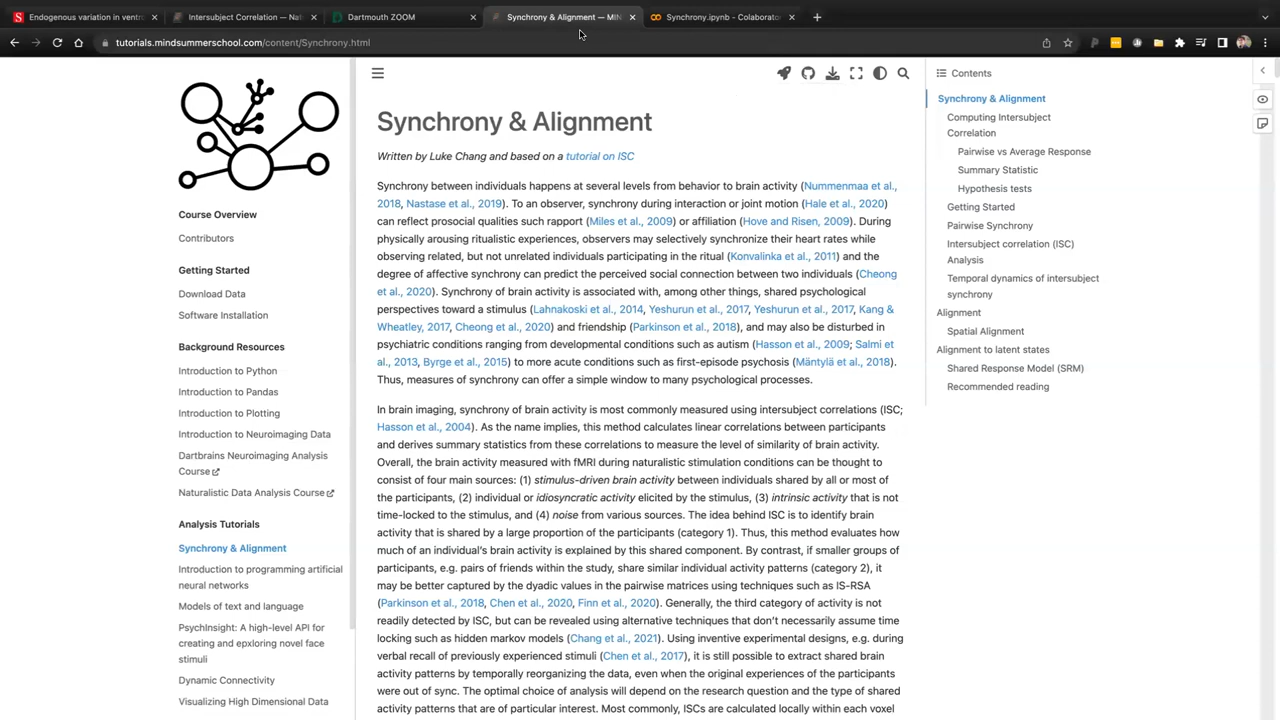 Endogenous variation in ventr
Intersubject Correlation — Nat
Dartmouth ZOOM
Synchrony & Alignment — MIN
Synchrony.ipynb - Colaborator
tutorials.mindsummerschool.com/content/Synchrony.html
Course Overview
Contributors
Getting Started
Download Data
Software Installation
Background Resources
Introduction to Python
Introduction to Pandas
Introduction to Plotting
Introduction to Neuroimaging Data
Dartbrains Neuroimaging Analysis
Course
Naturalistic Data Analysis Course
Analysis Tutorials
Synchrony & Alignment
Introduction to programming artificial
neural networks
Models of text and language
PsychInsight: A high-level API for
creating and epxloring novel face
stimuli
Dynamic Connectivity
Visualizing High Dimensional Data
Synchrony & Alignment
Written by Luke Chang and based on a tutorial on ISC
Synchrony between individuals happens at several levels from behavior to brain activity (Nummenmaa et al.,
2018, Nastase et al., 2019). To an observer, synchrony during interaction or joint motion (Hale et al., 2020)
can reflect prosocial qualities such rapport (Miles et al., 2009) or affiliation (Hove and Risen, 2009). During
physically arousing ritualistic experiences, observers may selectively synchronize their heart rates while
observing related, but not unrelated individuals participating in the ritual (Konvalinka et al., 2011) and the
degree of affective synchrony can predict the perceived social connection between two individuals (Cheong
et al., 2020). Synchrony of brain activity is associated with, among other things, shared psychological
perspectives toward a stimulus (Lahnakoski et al., 2014, Yeshurun et al., 2017, Yeshurun et al., 2017, Kang &
Wheatley, 2017, Cheong et al., 2020) and friendship (Parkinson et al., 2018), and may also be disturbed in
psychiatric conditions ranging from developmental conditions such as autism (Hasson et al., 2009; Salmi et
al., 2013, Byrge et al., 2015) to more acute conditions such as first-episode psychosis (Mäntylä et al., 2018).
Thus, measures of synchrony can offer a simple window to many psychological processes.
In brain imaging, synchrony of brain activity is most commonly measured using intersubject correlations (ISC;
Hasson et al., 2004). As the name implies, this method calculates linear correlations between participants
and derives summary statistics from these correlations to measure the level of similarity of brain activity.
Overall, the brain activity measured with fMRI during naturalistic stimulation conditions can be thought to
consist of four main sources: (1) stimulus-driven brain activity between individuals shared by all or most of
the participants, (2) individual or idiosyncratic activity elicited by the stimulus, (3) intrinsic activity that is not
time-locked to the stimulus, and (4) noise from various sources. The idea behind ISC is to identify brain
activity that is shared by a large proportion of the participants (category 1). Thus, this method evaluates how
much of an individual's brain activity is explained by this shared component. By contrast, if smaller groups of
participants, e.g. pairs of friends within the study, share similar individual activity patterns (category 2), it
may be better captured by the dyadic values in the pairwise matrices using techniques such as IS-RSA
(Parkinson et al., 2018, Chen et al., 2020, Finn et al., 2020). Generally, the third category of activity is not
readily detected by ISC, but can be revealed using alternative techniques that don't necessarily assume time
locking such as hidden markov models (Chang et al., 2021). Using inventive experimental designs, e.g. during
verbal recall of previously experienced stimuli (Chen et al., 2017), it is still possible to extract shared brain
activity patterns by temporally reorganizing the data, even when the original experiences of the participants
were out of sync. The optimal choice of analysis will depend on the research question and the type of shared
activity patterns that are of particular interest. Most commonly, ISCs are calculated locally within each voxel
Contents
Synchrony & Alignment
Computing Intersubject
Correlation
Pairwise vs Average Response
Summary Statistic
Hypothesis tests
Getting Started
Pairwise Synchrony
Intersubject correlation (ISC)
Analysis
Temporal dynamics of intersubject
synchrony
Alignment
Spatial Alignment
Alignment to latent states
Shared Response Model (SRM)
Recommended reading